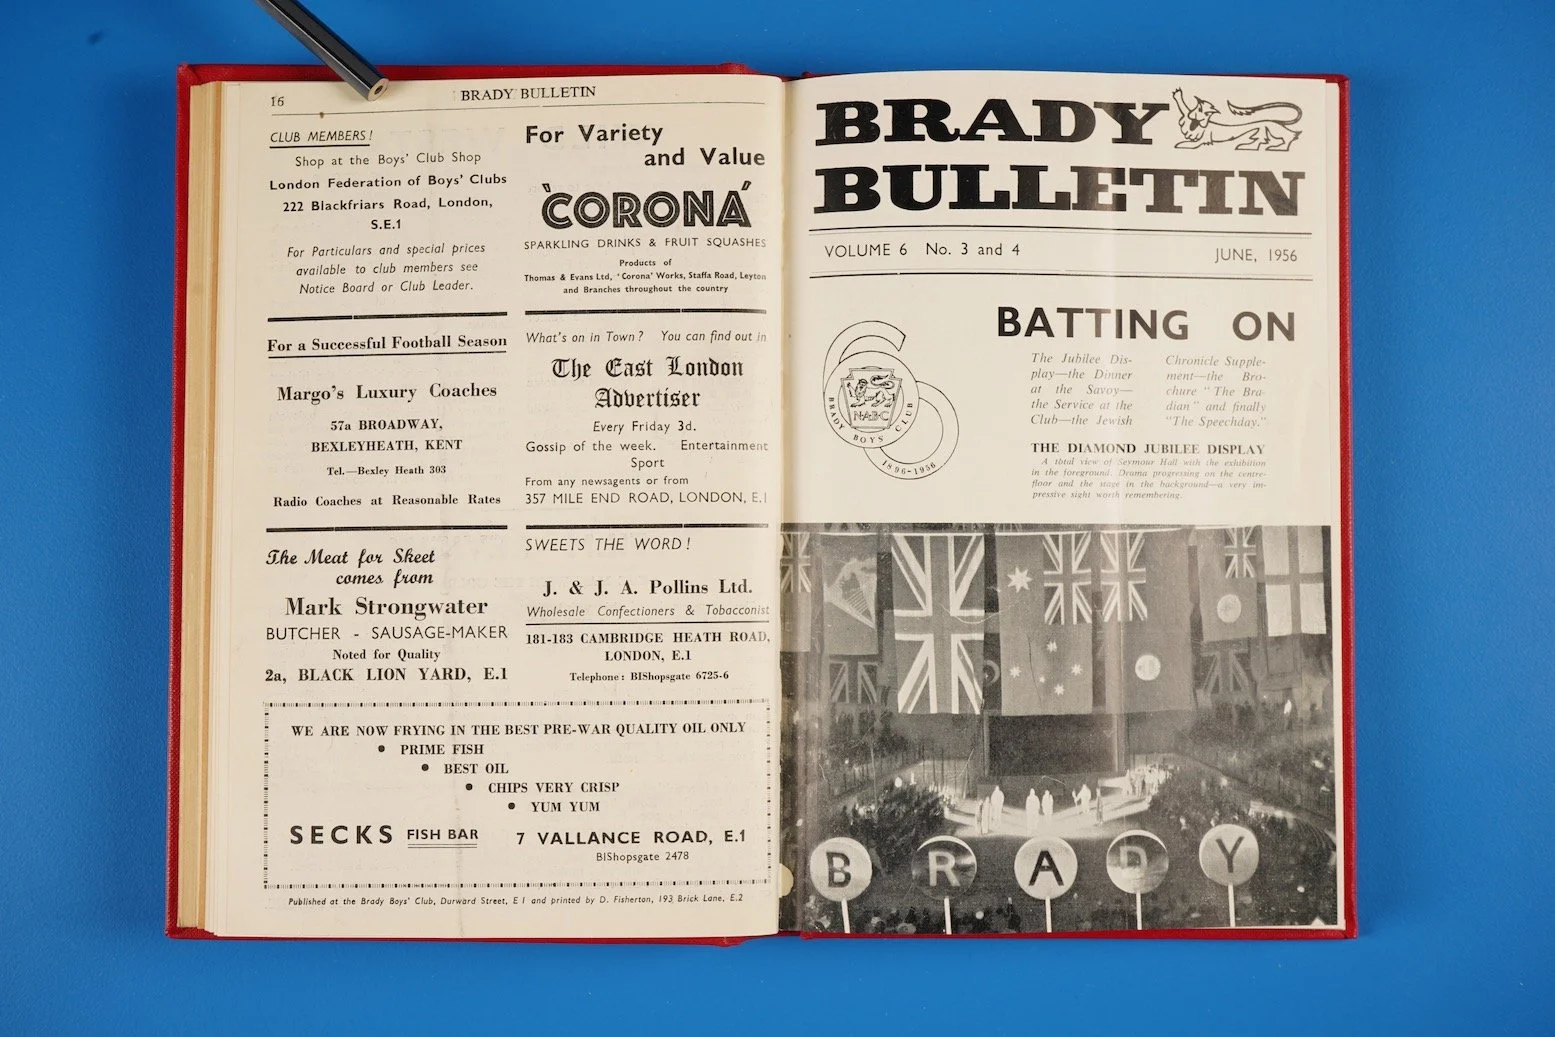 16
BRADY BULLETIN
CLUB MEMBERS!
Shop at the Boys' Club Shop
London Federation of Boys' Clubs
222 Blackfriars Road, London,
S.E.1
For Particulars and special prices
available to club members see
Notice Board or Club Leader.
For a Successful Football Season
Margo's Luxury Coaches
57a BROADWAY,
BEXLEYHEATH, KENT
Tel.—Bexley Heath 303
Radio Coaches at Reasonable Rates
The Meat for Skeet
comes from
Mark Strongwater
BUTCHER - SAUSAGE-MAKER
Noted for Quality
2a, BLACK LION YARD, E.1
For Variety
and Value
'CORONA'
SPARKLING DRINKS & FRUIT SQUASHES
Products of
Thomas & Evans Ltd, 'Corona' Works, Staffa Road, Leyton
and Branches throughout the country
What's on in Town? You can find out in
The East London
Advertiser
Every Friday 3d.
Gossip of the week. Entertainment
Sport
From any newsagents or from
357 MILE END ROAD, LONDON, E.1
SWEETS THE WORD!
J. & J. A. Pollins Ltd.
Wholesale Confectioners & Tobacconist
181-183 CAMBRIDGE HEATH ROAD,
LONDON, E.1
Telephone: BIShopsgate 6725-6
WE ARE NOW FRYING IN THE BEST PRE-WAR QUALITY OIL ONLY
• PRIME FISH
• BEST OIL
• CHIPS VERY CRISP
• YUM YUM
SECKS FISH BAR 7 VALLANCE ROAD, E.1
BIShopsgate 2478
Published at the Brady Boys' Club, Durward Street, E1 and printed by D. Fisherton, 193 Brick Lane, E.2
BRADY
BULLETIN
VOLUME 6 No. 3 and 4
JUNE, 1956
BATTING ON
The Jubilee Dis-
play—the Dinner
at the Savoy—
the Service at the
Club—the Jewish
Chronicle Supple-
ment—the Bro-
chure "The Bra-
dian" and finally
"The Speechday."
NABC
BRADY BOYS' CLUB
1896-1956
THE DIAMOND JUBILEE DISPLAY
A total view of Seymour Hall with the exhibition
in the foreground. Drama progressing on the centre-
floor and the stage in the background—a very im-
pressive sight worth remembering.
B R A D Y